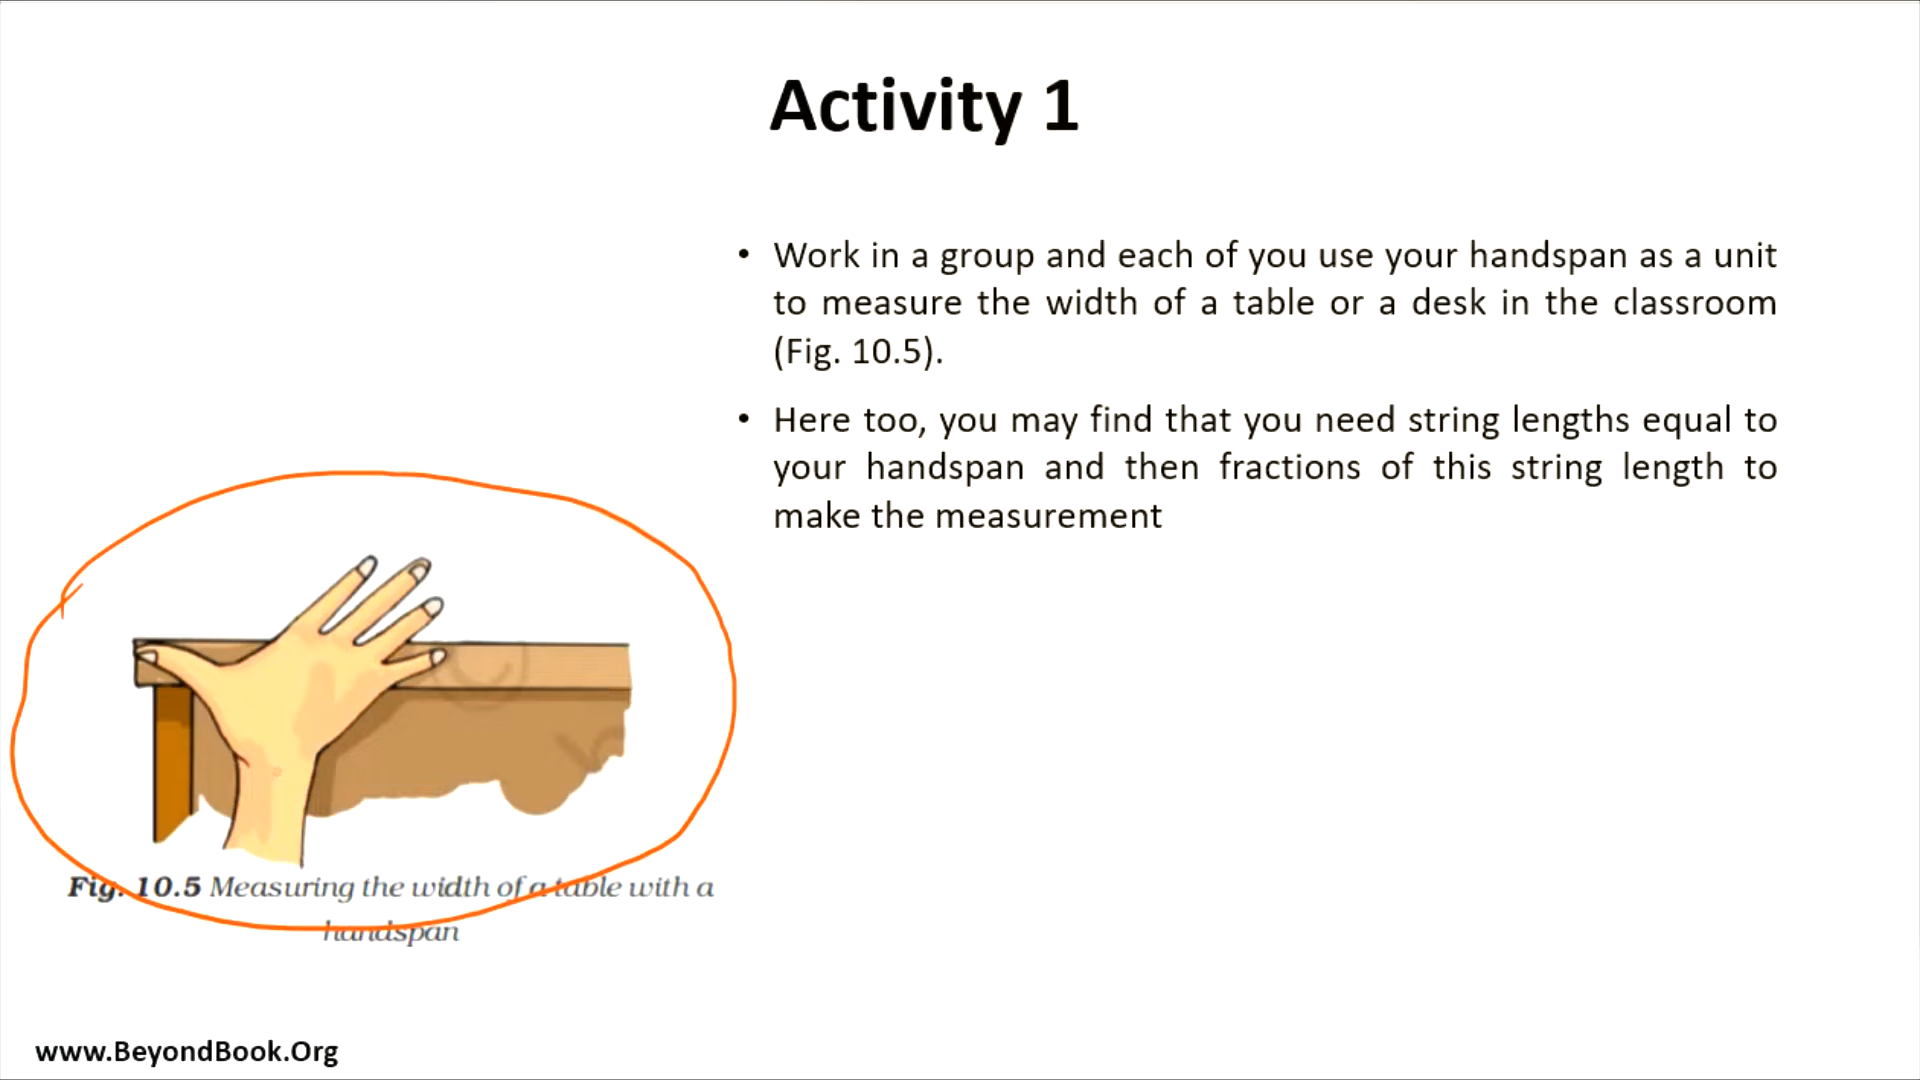 Activity 1
• Work in a group and each of you use your handspan as a unit
to measure the width of a table or a desk in the classroom
(Fig. 10.5).
• Here too, you may find that you need string lengths equal to
your handspan and then fractions of this string length to
make the measurement
Fig. 10.5 Measuring the width of a table with a
handspan
www.BeyondBook.Org